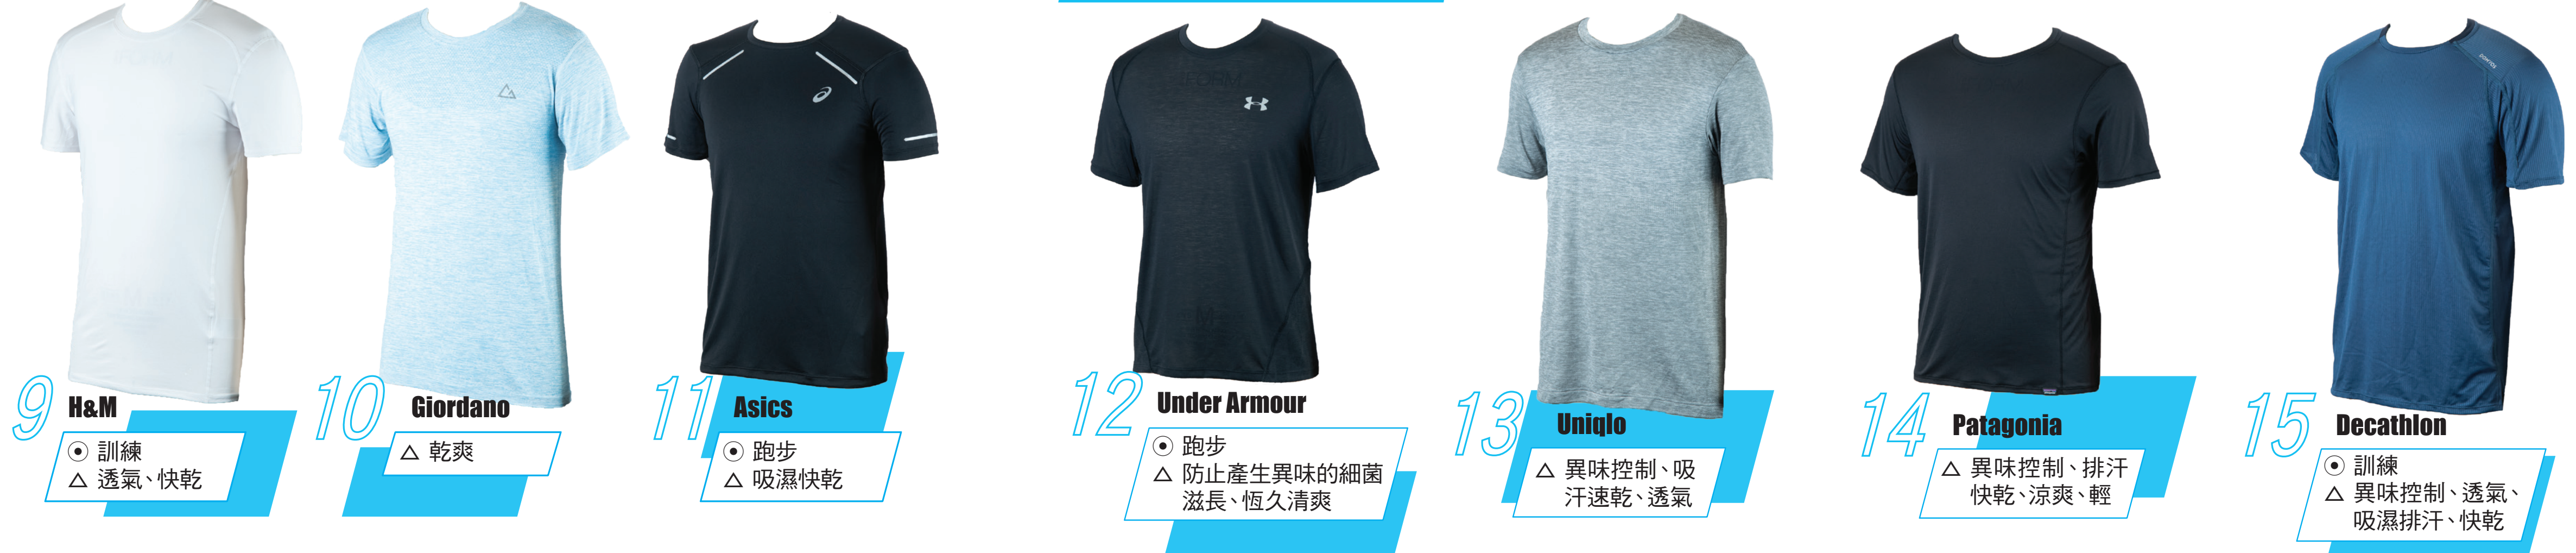 9
H&M
◉ 訓練
△ 透氣、快乾
10
Giordano
△ 乾爽
11
Asics
◉ 跑步
△ 吸濕快乾
12
Under Armour
◉ 跑步
△ 防止產生異味的細菌
滋長、恆久清爽
13
Uniqlo
△ 異味控制、吸
汗速乾、透氣
14
Patagonia
△ 異味控制、排汗
快乾、涼爽、輕
15
Decathlon
◉ 訓練
△ 異味控制、透氣、
吸濕排汗、快乾